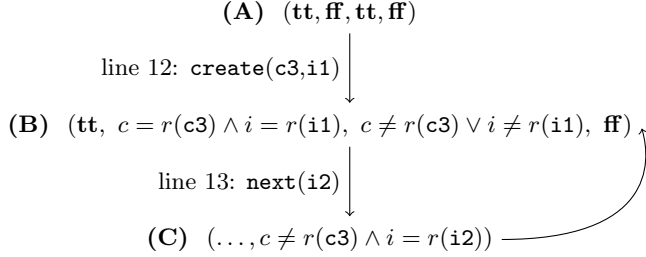 (A) (tt, ff, tt, ff)
line 12: create(c3,i1)
(B) (tt, c = r(c3) ∧ i = r(i1), c ≠ r(c3) ∨ i ≠ r(i1), ff)
line 13: next(i2)
(C) (..., c ≠ r(c3) ∧ i = r(i2))